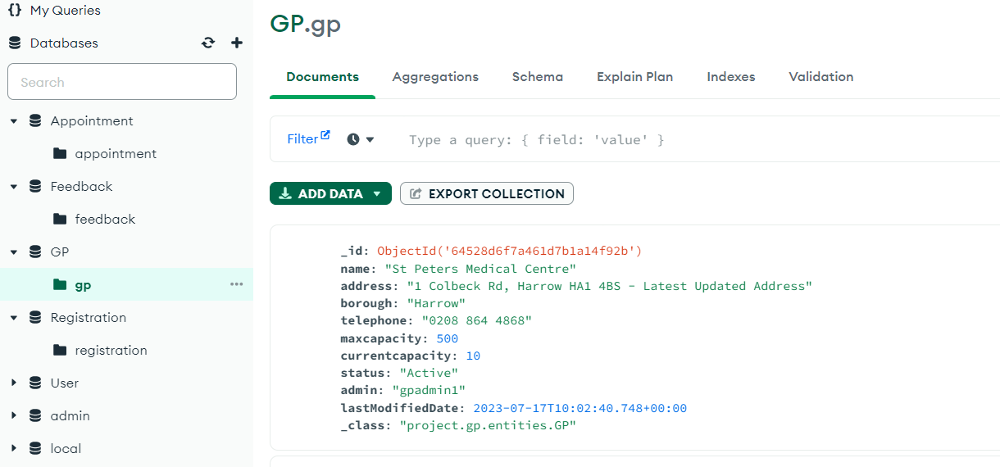 {} My Queries
Databases
Search
Appointment
appointment
Feedback
feedback
GP
gp
Registration
registration
User
admin
local
GP.gp
Documents Aggregations Schema Explain Plan Indexes Validation
Filter Type a query: { field: 'value' }
ADD DATA EXPORT COLLECTION
_id: ObjectId('64528d6f7a461d7b1a14f92b')
name: "St Peters Medical Centre"
address: "1 Colbeck Rd, Harrow HA1 4BS - Latest Updated Address"
borough: "Harrow"
telephone: "0208 864 4868"
maxcapacity: 500
currentcapacity: 10
status: "Active"
admin: "gpadmin1"
lastModifiedDate: 2023-07-17T10:02:40.748+00:00
_class: "project.gp.entities.GP"